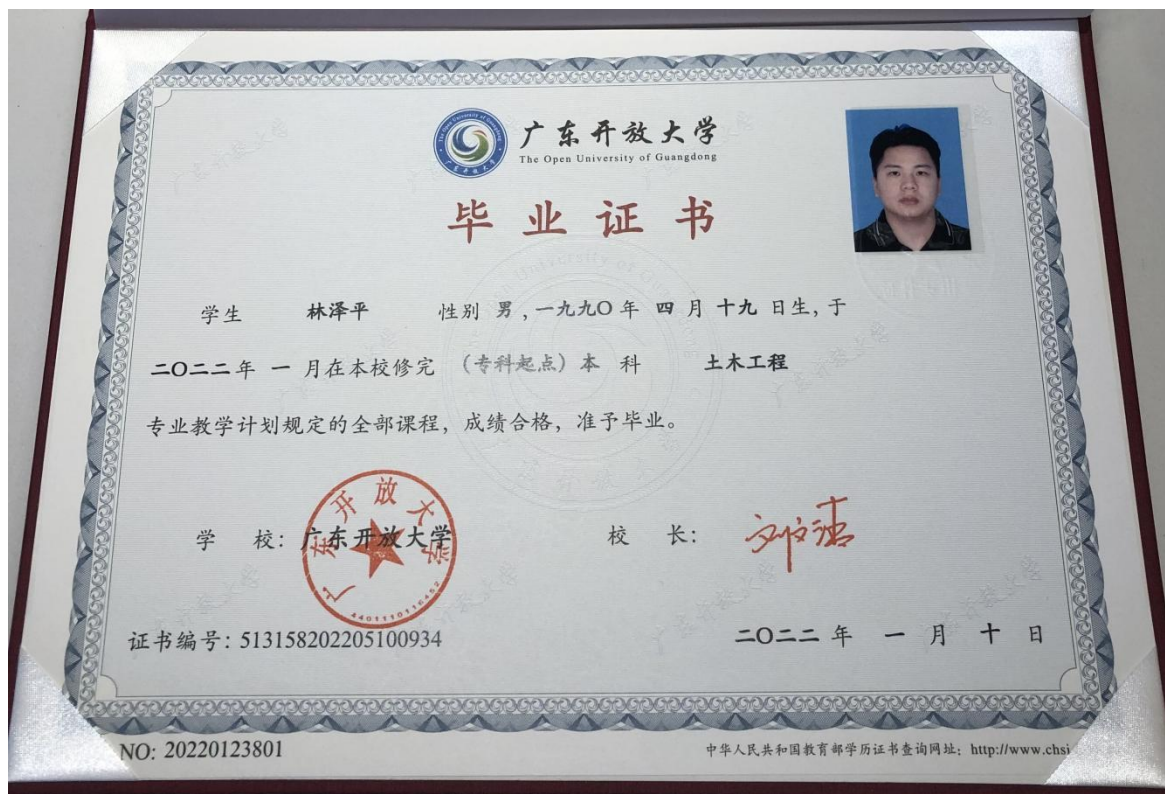 广东开放大学
The Open University of Guangdong
毕业证书
学生 林泽平 性别 男,一九九〇年 四 月 十九 日生,于
二〇二二年 一 月在本校修完 (专科起点)本 科 土木工程
专业教学计划规定的全部课程,成绩合格,准予毕业。
学 校:广东开放大学 校 长:
广东开放大学
证书编号:513158202205100934 二〇二二 年 一 月 十 日
NO: 20220123801 中华人民共和国教育部学历证书查询网址:http://www.chsi